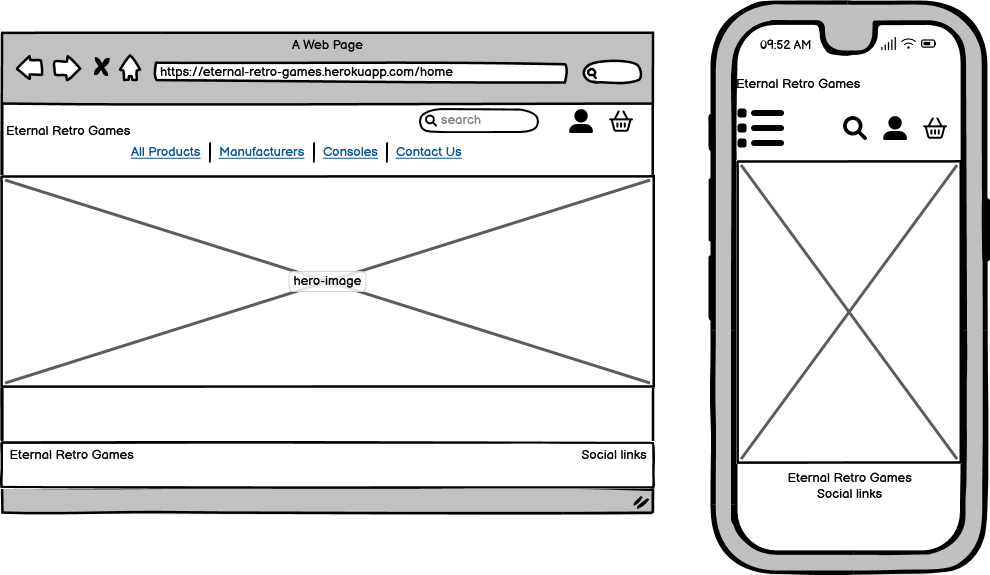 A Web Page
https://eternal-retro-games.herokuapp.com/home
search
Eternal Retro Games
All Products | Manufacturers | Consoles | Contact Us
hero-image
Eternal Retro Games
Social links
09:52 AM
Eternal Retro Games
Eternal Retro Games
Social links